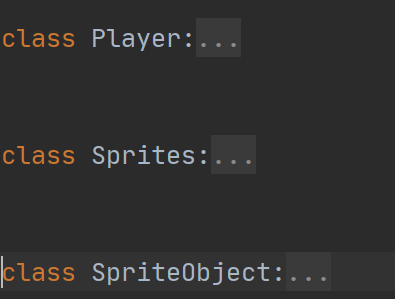 class Player:...
class Sprites:...
class SpriteObject:...